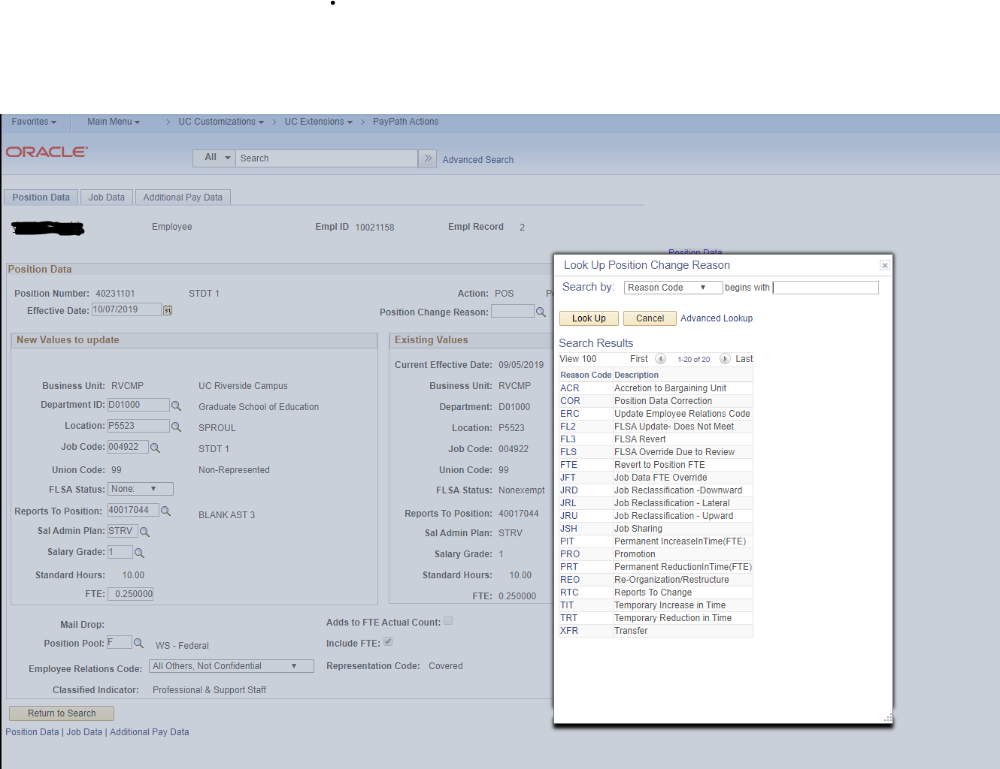 •
Favorites Main Menu > UC Customizations > UC Extensions > PayPath Actions
ORACLE
All Search Advanced Search
Position Data Job Data Additional Pay Data
Employee Empl ID 10021158 Empl Record 2
Position Data
Position Data
Position Number: 40231101 STDT 1 Action: POS
Effective Date: 10/07/2019 31 Position Change Reason:
New Values to update
Business Unit: RVCMP UC Riverside Campus
Department ID: D01000 Graduate School of Education
Location: P5523 SPROUL
Job Code: 004922 STDT 1
Union Code: 99 Non-Represented
FLSA Status:
Reports To Position: 40017044 BLANK AST 3
Sal Admin Plan: STRV
Salary Grade: 1
Standard Hours: 10.00
FTE: 0.250000
Existing Values
Current Effective Date: 09/05/2019
Business Unit: RVCMP
Department: D01000
Location: P5523
Job Code: 004922
Union Code: 99
FLSA Status: Nonexempt
Reports To Position: 40017044
Sal Admin Plan: STRV
Salary Grade: 1
Standard Hours: 10.00
FTE: 0.250000
Mail Drop: Adds to FTE Actual Count:
Position Pool: F WS - Federal Include FTE:
Employee Relations Code: All Others, Not Confidential Representation Code: Covered
Classified Indicator: Professional & Support Staff
Return to Search
Position Data | Job Data | Additional Pay Data
Look Up Position Change Reason
Search by: Reason Code begins with
Look Up Cancel Advanced Lookup
Search Results
View 100 First 1-20 of 20 Last
Reason Code Description
ACR Accretion to Bargaining Unit
COR Position Data Correction
ERC Update Employee Relations Code
FL2 FLSA Update- Does Not Meet
FL3 FLSA Revert
FLS FLSA Override Due to Review
FTE Revert to Position FTE
JFT Job Data FTE Override
JRD Job Reclassification -Downward
JRL Job Reclassification - Lateral
JRU Job Reclassification - Upward
JSH Job Sharing
PIT Permanent IncreaseInTime(FTE)
PRO Promotion
PRT Permanent ReductionInTime(FTE)
REO Re-Organization/Restructure
RTC Reports To Change
TIT Temporary Increase in Time
TRT Temporary Reduction in Time
XFR Transfer